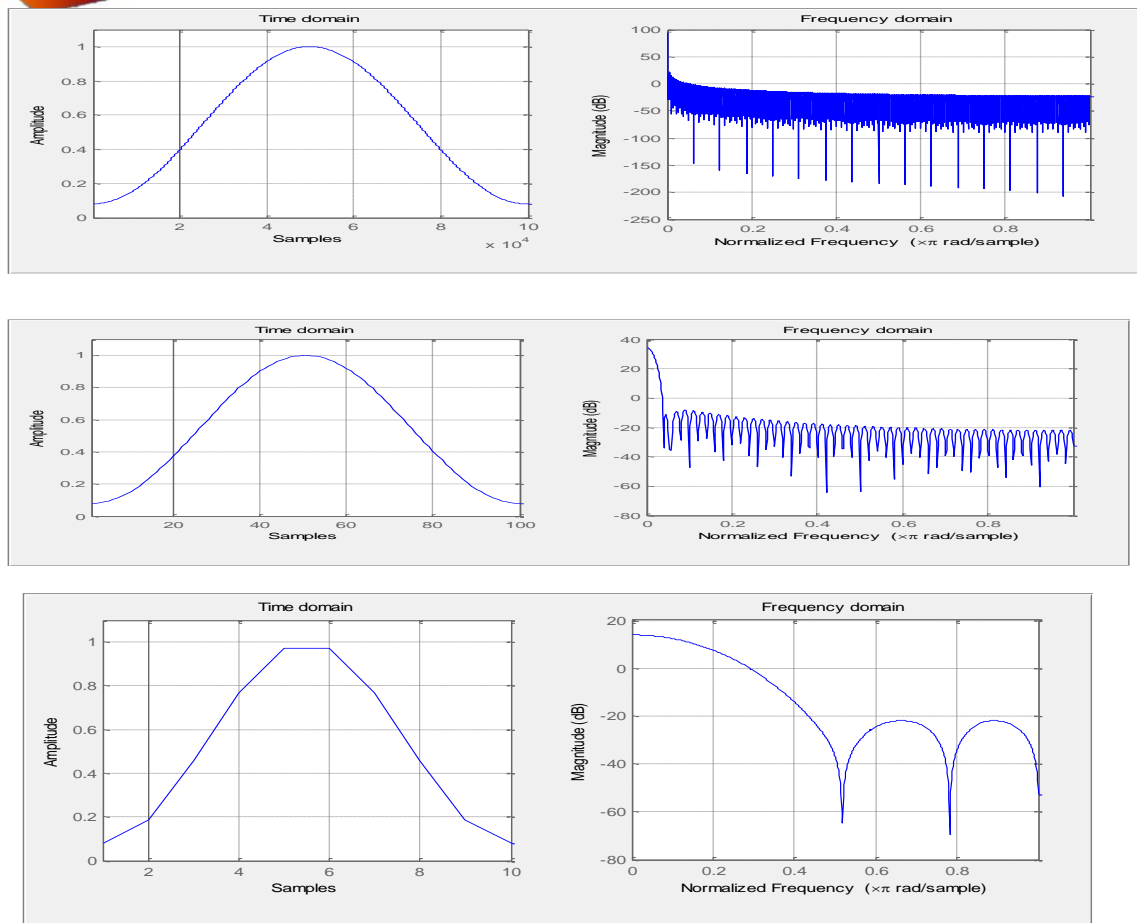 Time domain
Amplitude
1
0.8
0.6
0.4
0.2
0
2 4 6 8 10
Samples
× 10^4
Frequency domain
Magnitude (dB)
100
50
0
-50
-100
-150
-200
-250
0 0.2 0.4 0.6 0.8
Normalized Frequency (×π rad/sample)
Time domain
Amplitude
1
0.8
0.6
0.4
0.2
0
20 40 60 80 100
Samples
Frequency domain
Magnitude (dB)
40
20
0
-20
-40
-60
-80
0 0.2 0.4 0.6 0.8
Normalized Frequency (×π rad/sample)
Time domain
Amplitude
1
0.8
0.6
0.4
0.2
0
2 4 6 8 10
Samples
Frequency domain
Magnitude (dB)
20
0
-20
-40
-60
-80
0 0.2 0.4 0.6 0.8
Normalized Frequency (×π rad/sample)